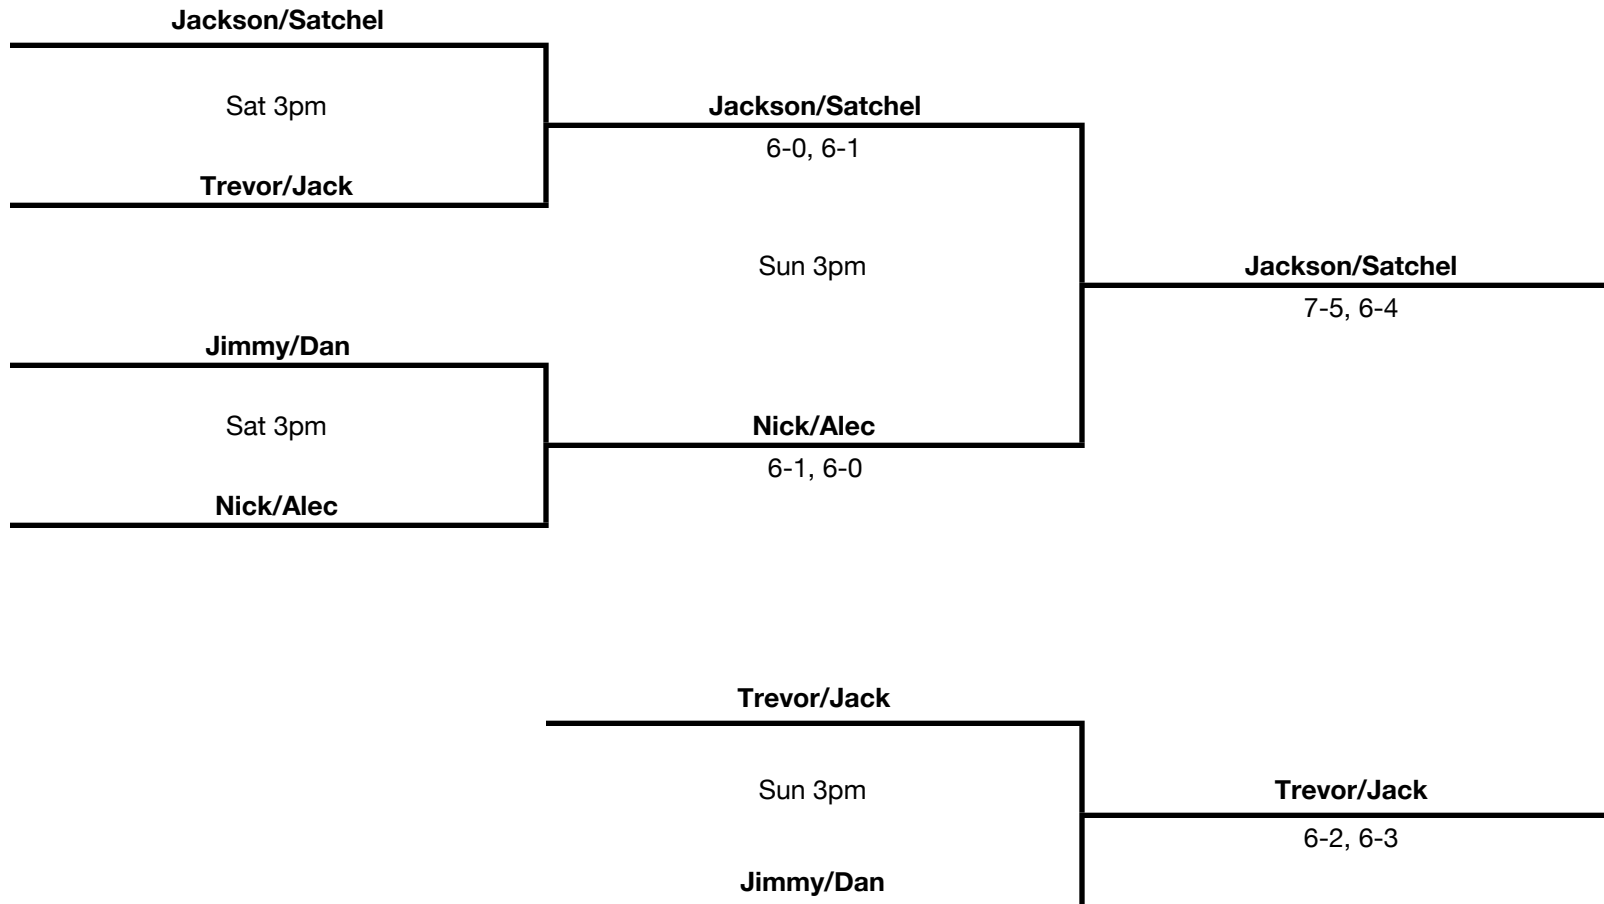 Jackson/Satchel
Sat 3pm
Jackson/Satchel
6-0, 6-1
Trevor/Jack
Sun 3pm
Jackson/Satchel
7-5, 6-4
Jimmy/Dan
Sat 3pm
Nick/Alec
6-1, 6-0
Nick/Alec
Trevor/Jack
Sun 3pm
Trevor/Jack
6-2, 6-3
Jimmy/Dan